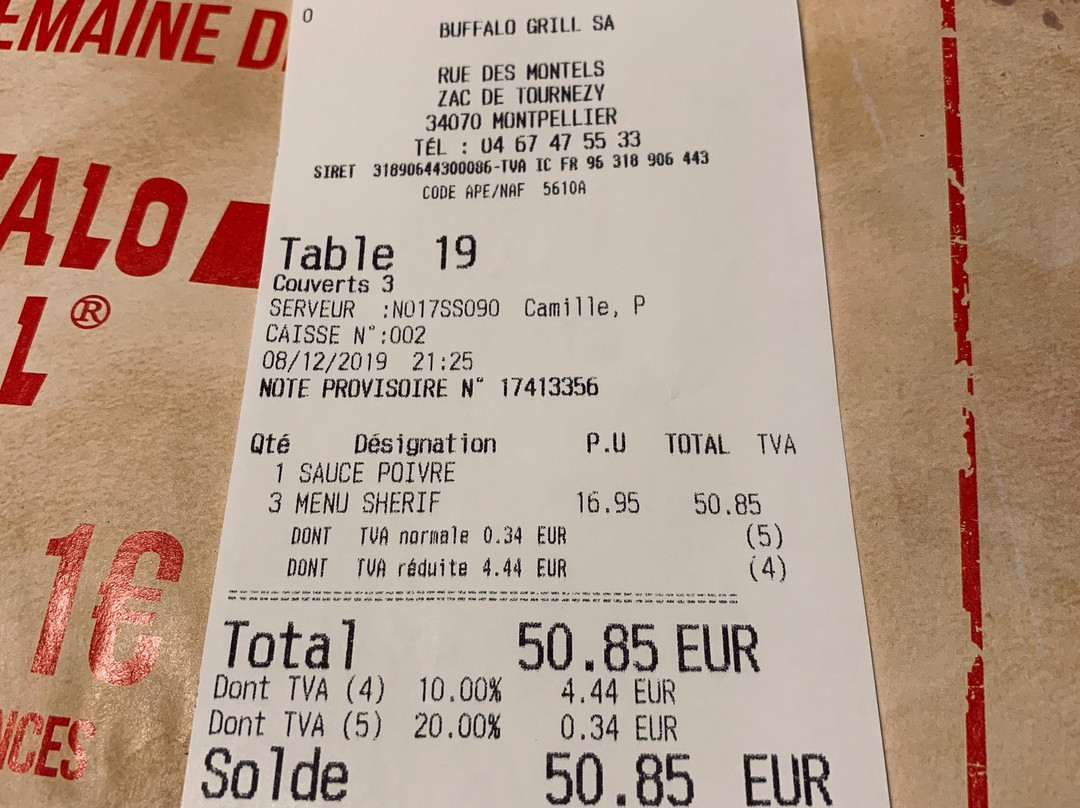 EMAINE D
0
BUFFALO GRILL SA
RUE DES MONTELS
ZAC DE TOURNEZY
34070 MONTPELLIER
TÉL : 04 67 47 55 33
SIRET 31890644300086-TVA IC FR 96 318 906 443
CODE APE/NAF 5610A
ALO
L®
Table 19
Couverts 3
SERVEUR :NO17SS090 Camille, P
CAISSE N°:002
08/12/2019 21:25
NOTE PROVISOIRE N° 17413356
Qté Désignation P.U TOTAL TVA
1 SAUCE POIVRE
3 MENU SHERIF 16.95 50.85
DONT TVA normale 0.34 EUR (5)
DONT TVA réduite 4.44 EUR (4)
1€
NCES
Total 50.85 EUR
Dont TVA (4) 10.00% 4.44 EUR
Dont TVA (5) 20.00% 0.34 EUR
Solde 50.85 EUR